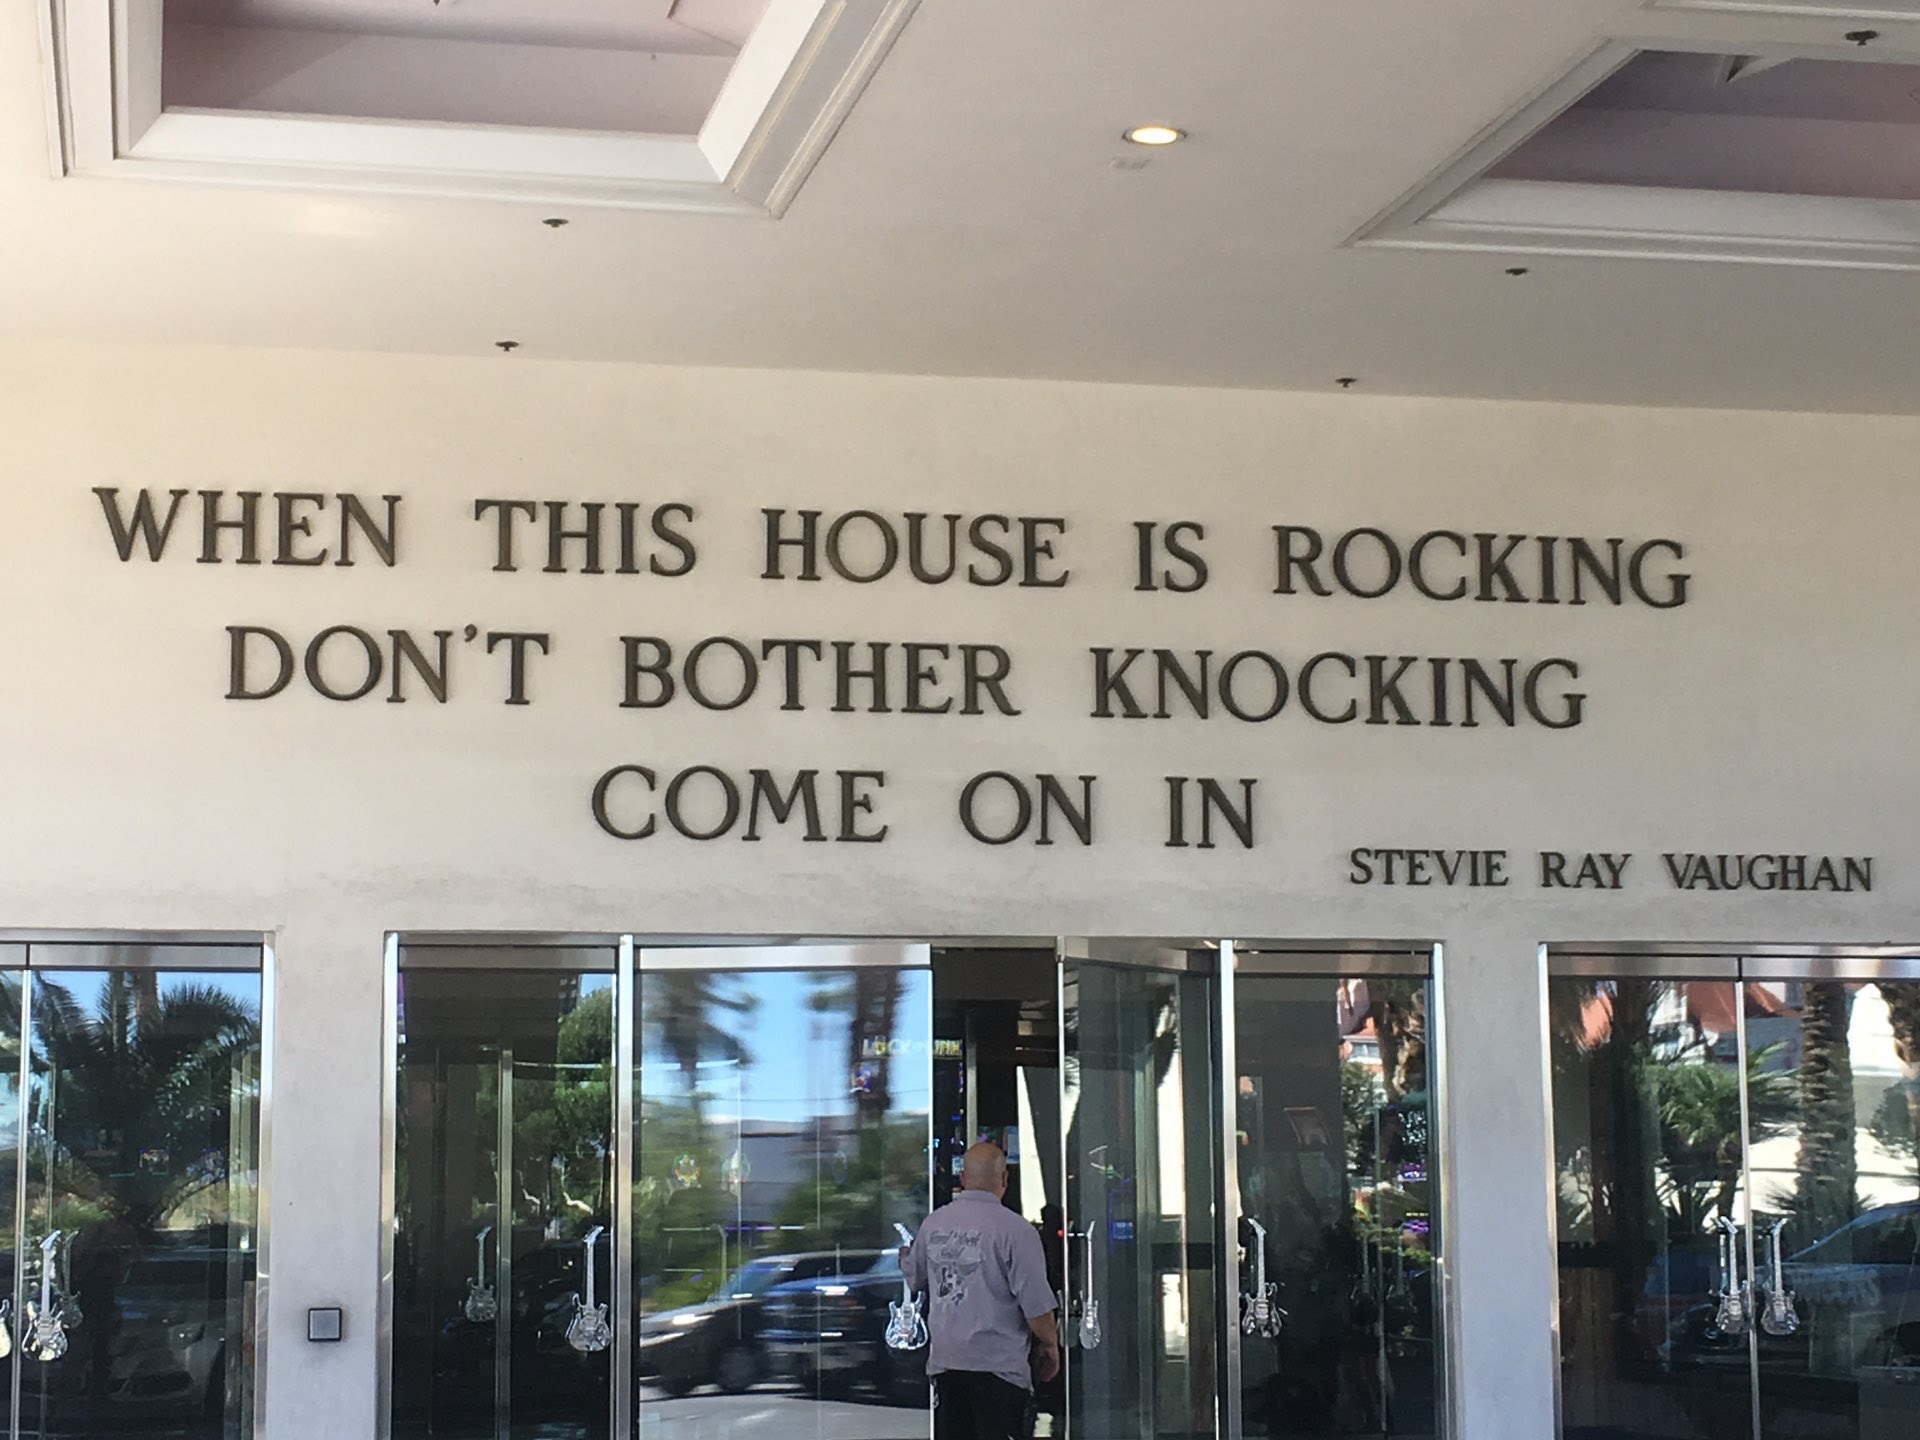 WHEN THIS HOUSE IS ROCKING
DON'T BOTHER KNOCKING
COME ON IN
STEVIE RAY VAUGHAN